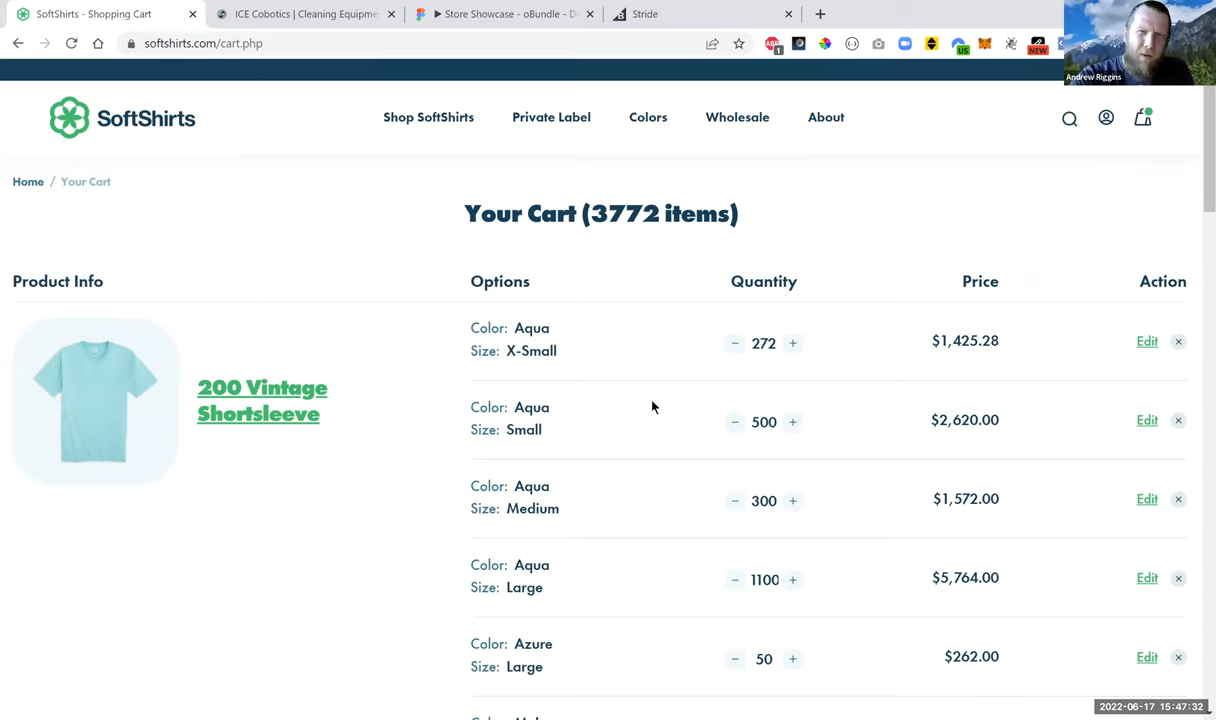 SoftShirts - Shopping Cart
ICE Cobotics | Cleaning Equipme
Store Showcase - oBundle - D
Stride
softshirts.com/cart.php
1
US
NEW
Andrew Riggins
SoftShirts
Shop SoftShirts
Private Label
Colors
Wholesale
About
Home / Your Cart
Your Cart (3772 items)
Product Info
Options
Quantity
Price
Action
200 Vintage
Shortsleeve
Color: Aqua
Size: X-Small
− 272 +
$1,425.28
Edit
Color: Aqua
Size: Small
− 500 +
$2,620.00
Edit
Color: Aqua
Size: Medium
− 300 +
$1,572.00
Edit
Color: Aqua
Size: Large
− 1100 +
$5,764.00
Edit
Color: Azure
Size: Large
− 50 +
$262.00
Edit
2022-06-17 15:47:32